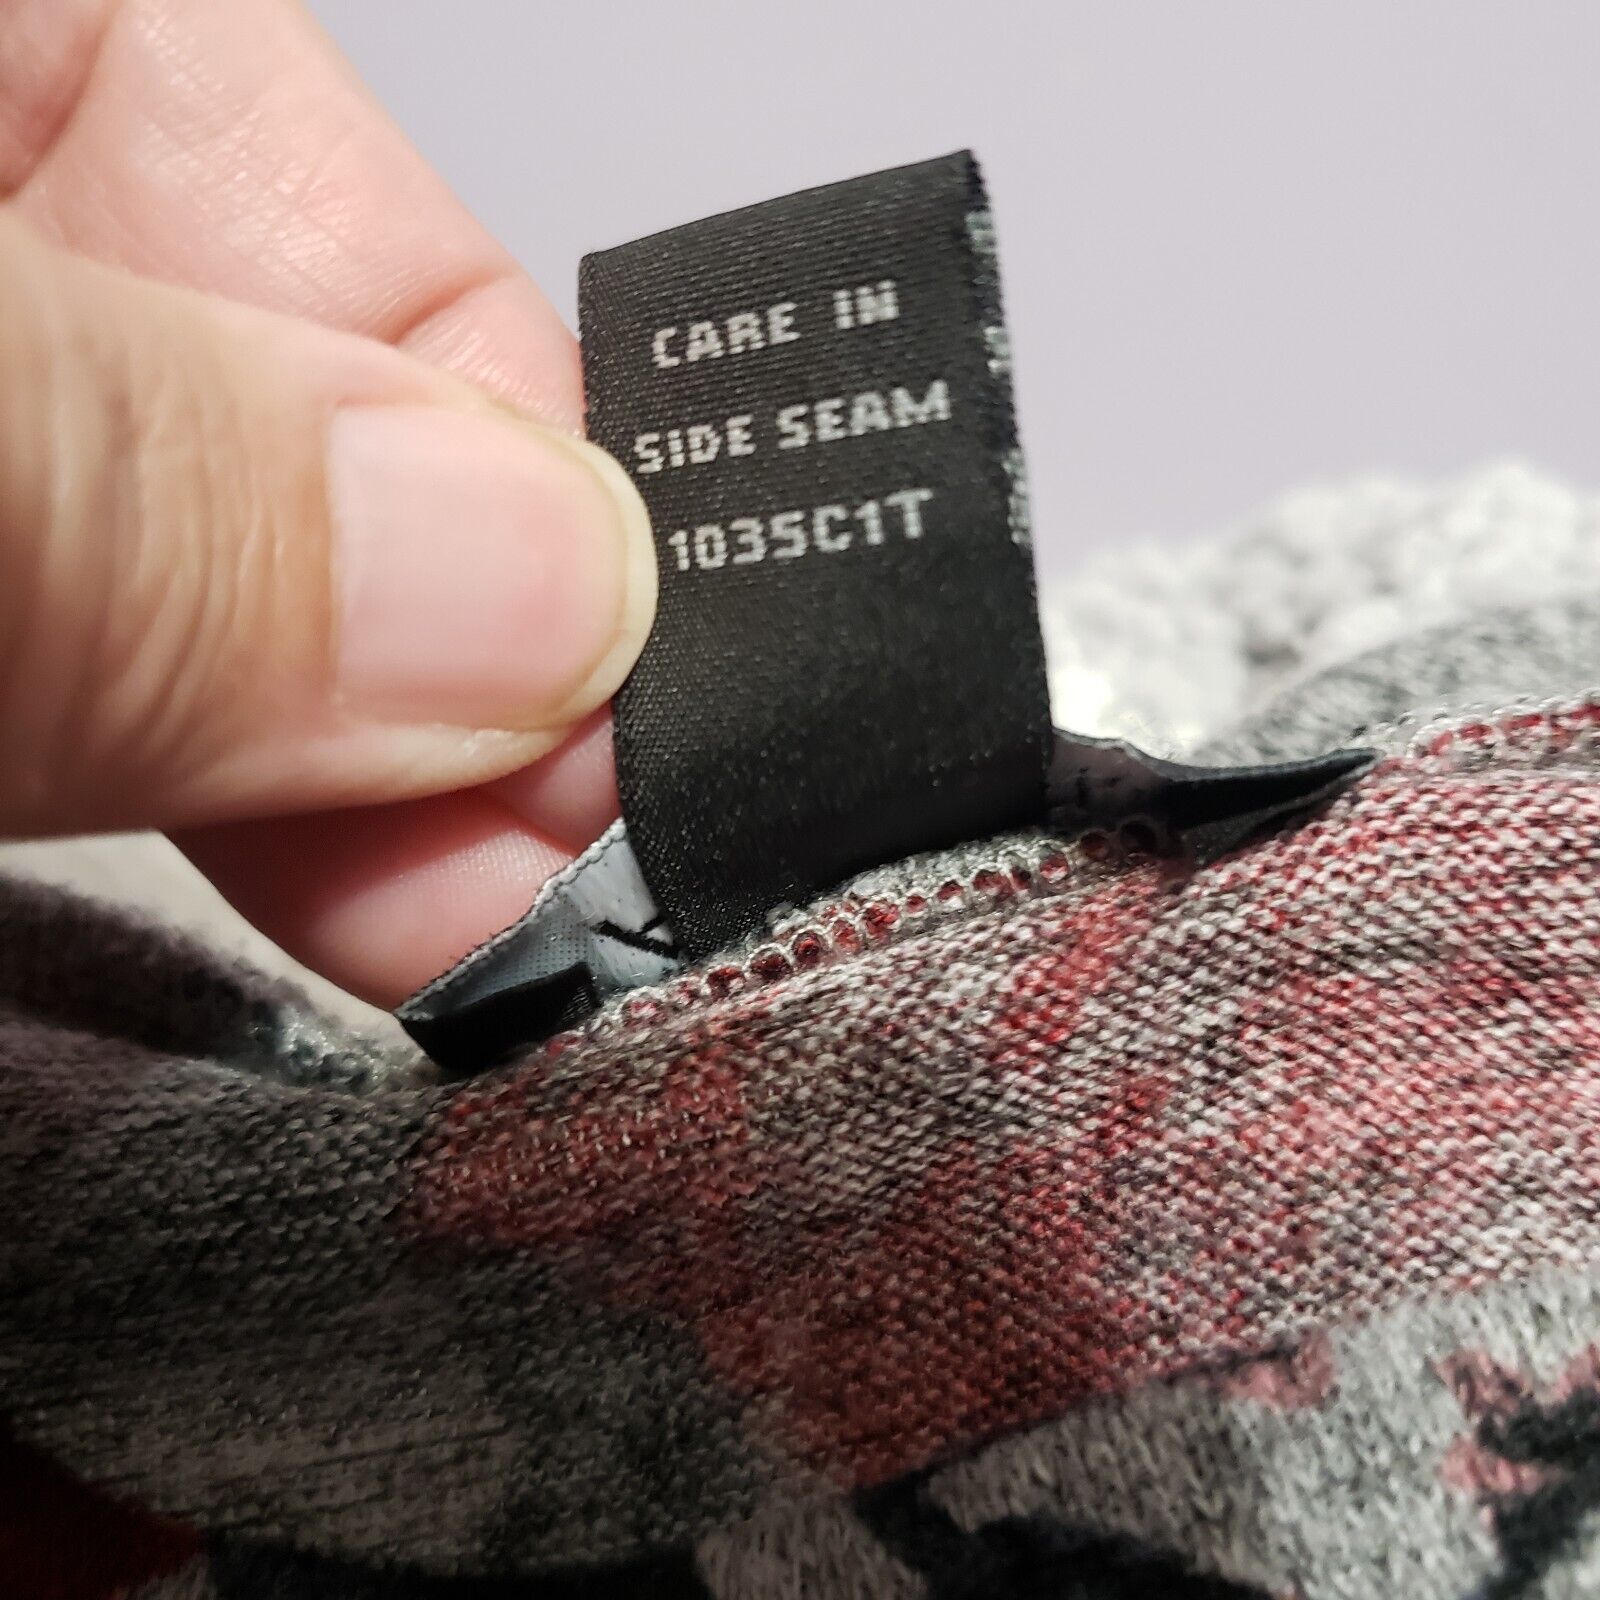 CARE IN
SIDE SEAM
103SC1T